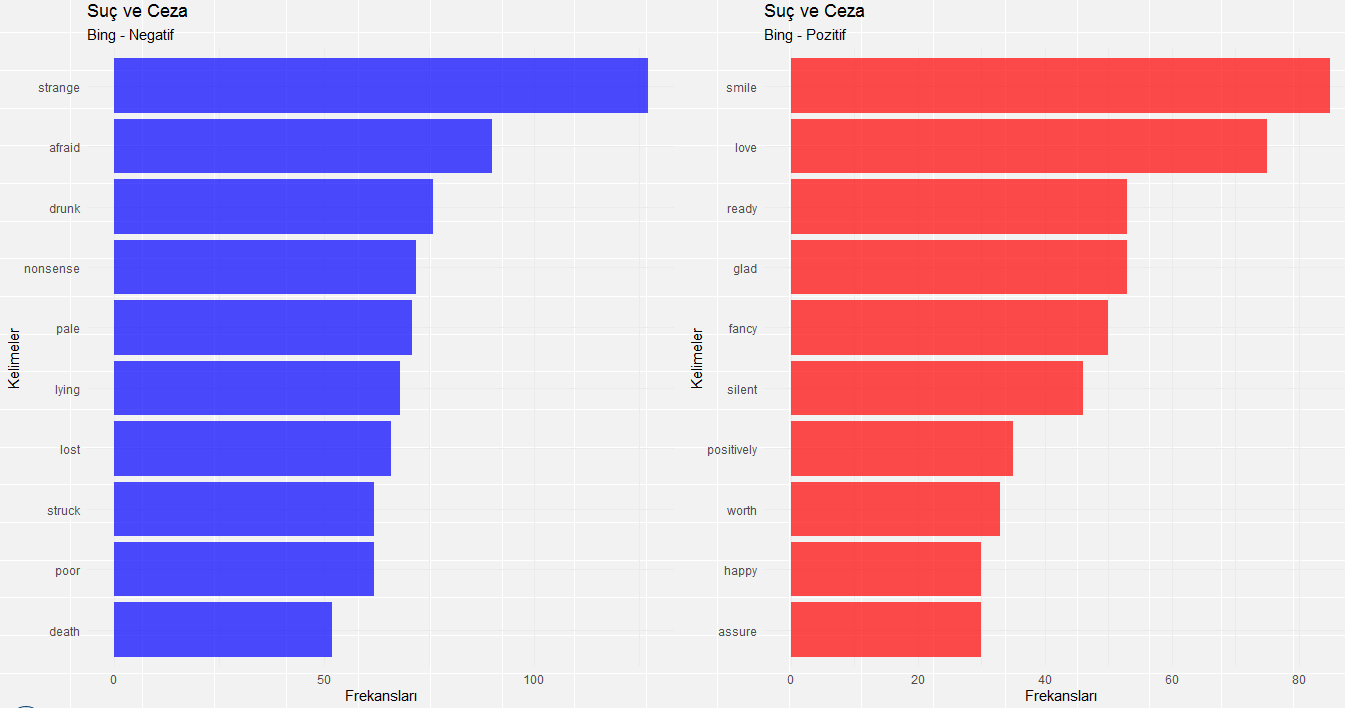 Suç ve Ceza
Bing - Negatif
Kelimeler
strange
afraid
drunk
nonsense
pale
lying
lost
struck
poor
death
0 50 100
Frekansları
Suç ve Ceza
Bing - Pozitif
Kelimeler
smile
love
ready
glad
fancy
silent
positively
worth
happy
assure
0 20 40 60 80
Frekansları